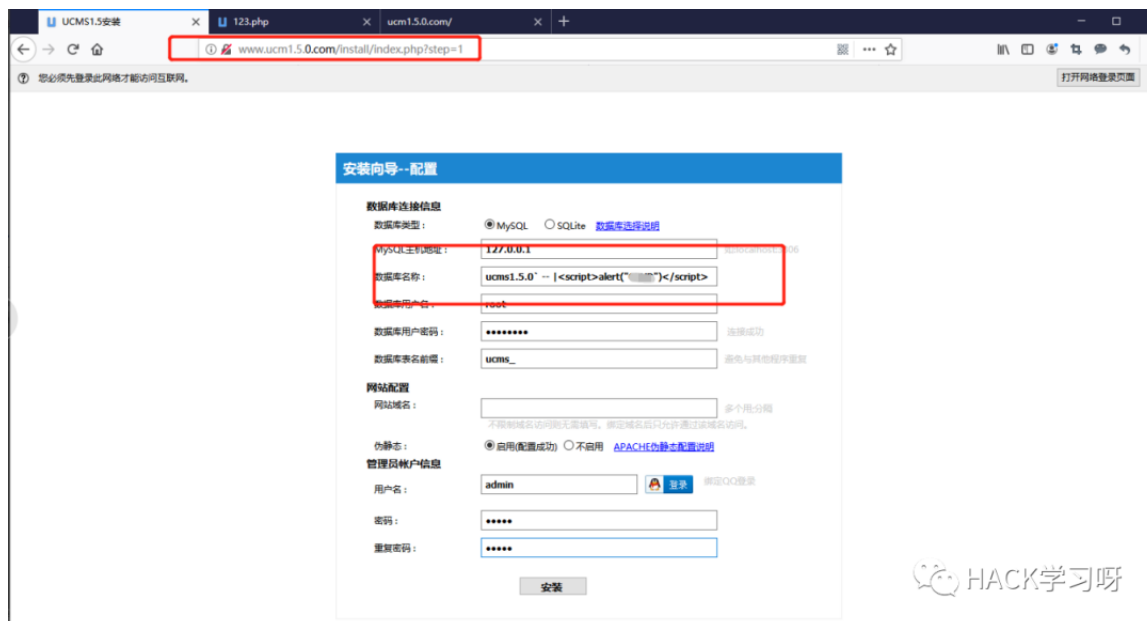 UCMS1.5安装
123.php
ucm1.5.0.com/
www.ucm1.5.0.com/install/index.php?step=1
您必须先登录此网络才能访问互联网。
打开网络登录页面
安装向导--配置
数据库连接信息
数据库类型：
MySQL
SQLite
数据库选择说明
MySQL主机地址：
127.0.0.1
数据库名称：
ucms1.5.0` -- |<script>alert(" ")</script>
数据库用户名：
root
数据库用户密码：
连接成功
数据库表名前缀：
ucms_
避免与其他程序重复
网站配置
网站域名：
多个用;分隔
不限制域名访问则无需填写。绑定域名后只允许通过该域名访问。
伪静态：
启用(配置成功)
不启用
APACHE伪静态配置说明
管理员帐户信息
用户名：
admin
登录
绑定QQ登录
密码：
重复密码：
安装
HACK学习呀